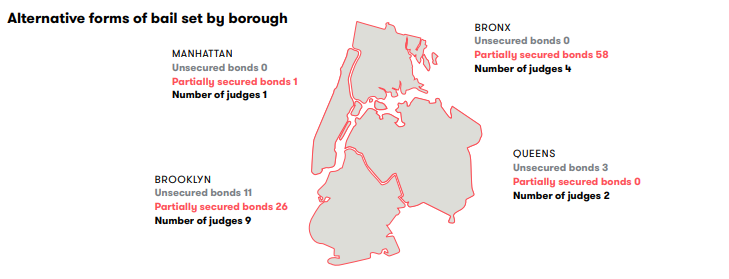 Alternative forms of bail set by borough
MANHATTAN
Unsecured bonds 0
Partially secured bonds 1
Number of judges 1
BRONX
Unsecured bonds 0
Partially secured bonds 58
Number of judges 4
BROOKLYN
Unsecured bonds 11
Partially secured bonds 26
Number of judges 9
QUEENS
Unsecured bonds 3
Partially secured bonds 0
Number of judges 2